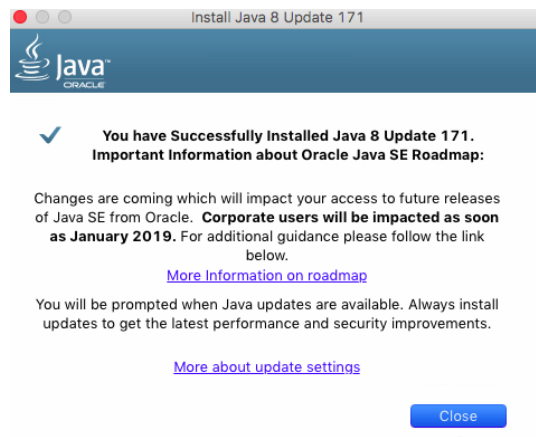 Install Java 8 Update 171
Java™
ORACLE
You have Successfully Installed Java 8 Update 171.
Important Information about Oracle Java SE Roadmap:
Changes are coming which will impact your access to future releases
of Java SE from Oracle. Corporate users will be impacted as soon
as January 2019. For additional guidance please follow the link
below.
More Information on roadmap
You will be prompted when Java updates are available. Always install
updates to get the latest performance and security improvements.
More about update settings
Close